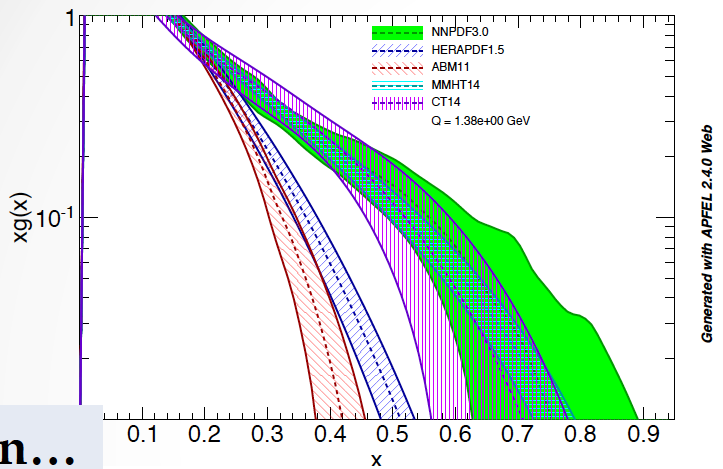 1
NNPDF3.0
HERAPDF1.5
ABM11
MMHT14
CT14
Q = 1.38e+00 GeV
xg(x)
10-1
0.1 0.2 0.3 0.4 0.5 0.6 0.7 0.8 0.9
x
n...
Generated with APFEL 2.4.0 Web